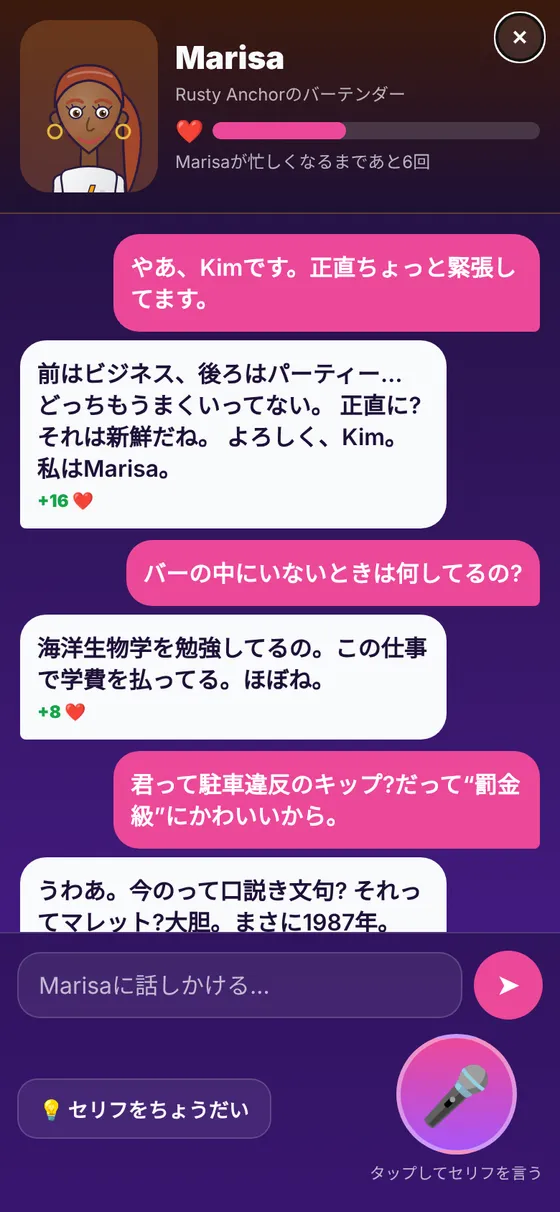 Marisa
Rusty Anchorのバーテンダー
Marisaが忙しくなるまであと6回
やあ、Kimです。正直ちょっと緊張し
てます。
前はビジネス、後ろはパーティー…
どっちもうまくいってない。 正直に?
それは新鮮だね。 よろしく、Kim。
私はMarisa。
+16
バーの中にいないときは何してるの?
海洋生物学を勉強してるの。この仕事
で学費を払ってる。ほぼね。
+8
君って駐車違反のキップ?だって“罰金
級”にかわいいから。
うわあ。今のって口説き文句? それっ
てマレット?大胆。まさに1987年。
Marisaに話しかける…
セリフをちょうだい
タップしてセリフを言う